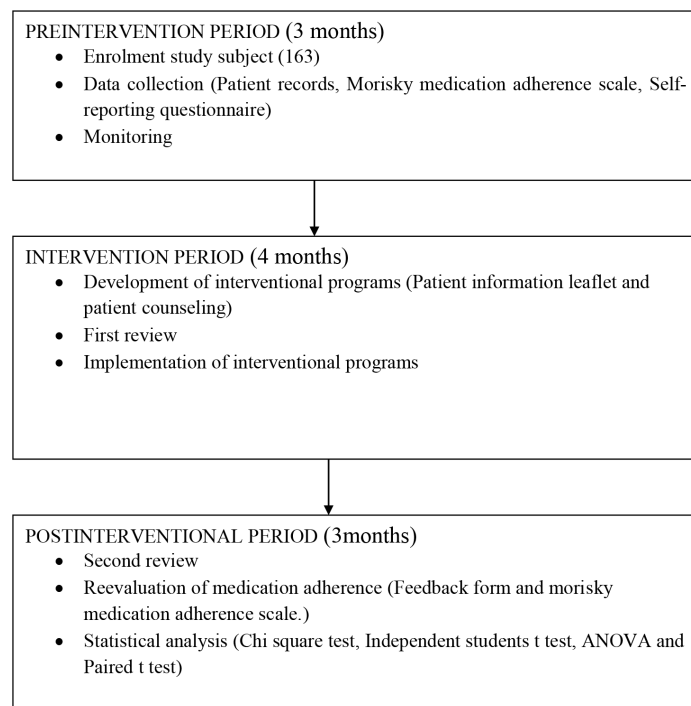 PREINTERVENTION PERIOD (3 months)
• Enrolment study subject (163)
• Data collection (Patient records, Morisky medication adherence scale, Self-
reporting questionnaire)
• Monitoring
INTERVENTION PERIOD (4 months)
• Development of interventional programs (Patient information leaflet and
patient counseling)
• First review
• Implementation of interventional programs
POSTINTERVENTIONAL PERIOD (3months)
• Second review
• Reevaluation of medication adherence (Feedback form and morisky
medication adherence scale.)
• Statistical analysis (Chi square test, Independent students t test, ANOVA and
Paired t test)